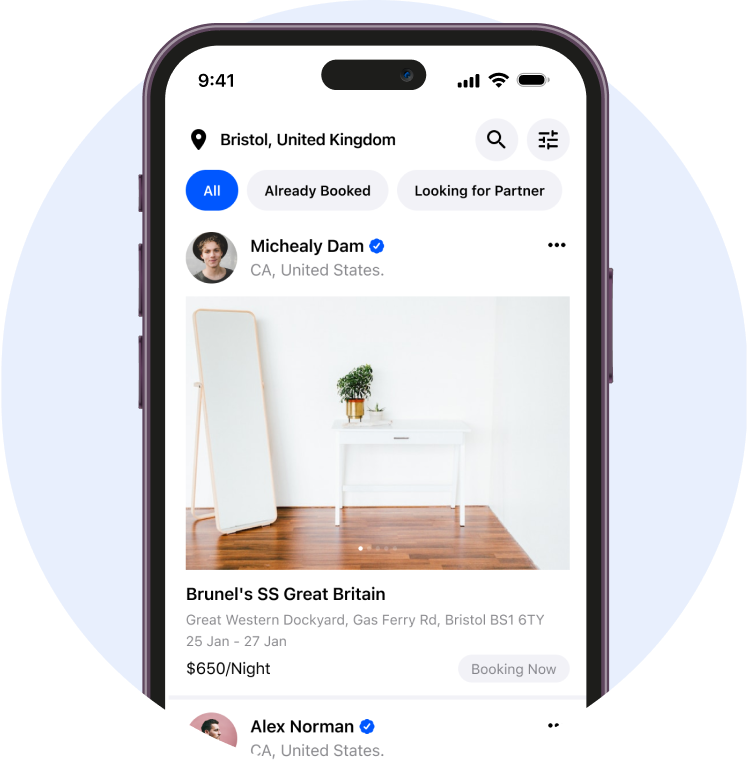 9:41
Bristol, United Kingdom
All Already Booked Looking for Partner
Michealy Dam
CA, United States.
Brunel's SS Great Britain
Great Western Dockyard, Gas Ferry Rd, Bristol BS1 6TY
25 Jan - 27 Jan
$650/Night Booking Now
Alex Norman
CA, United States.